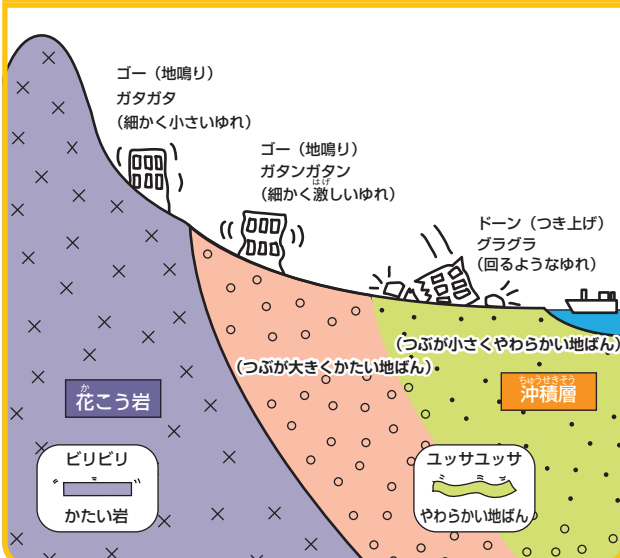 ゴー（地鳴り）
ガタガタ
（細かく小さいゆれ）
ゴー（地鳴り）
ガタンガタン
（細かく激しいゆれ）
はげ
ドーン（つき上げ）
グラグラ
（回るようなゆれ）
（つぶが小さくやわらかい地ばん）
（つぶが大きくかたい地ばん）
か
花こう岩
ちゅうせきそう
沖積層
ビリビリ
かたい岩
ユッサユッサ
やわらかい地ばん